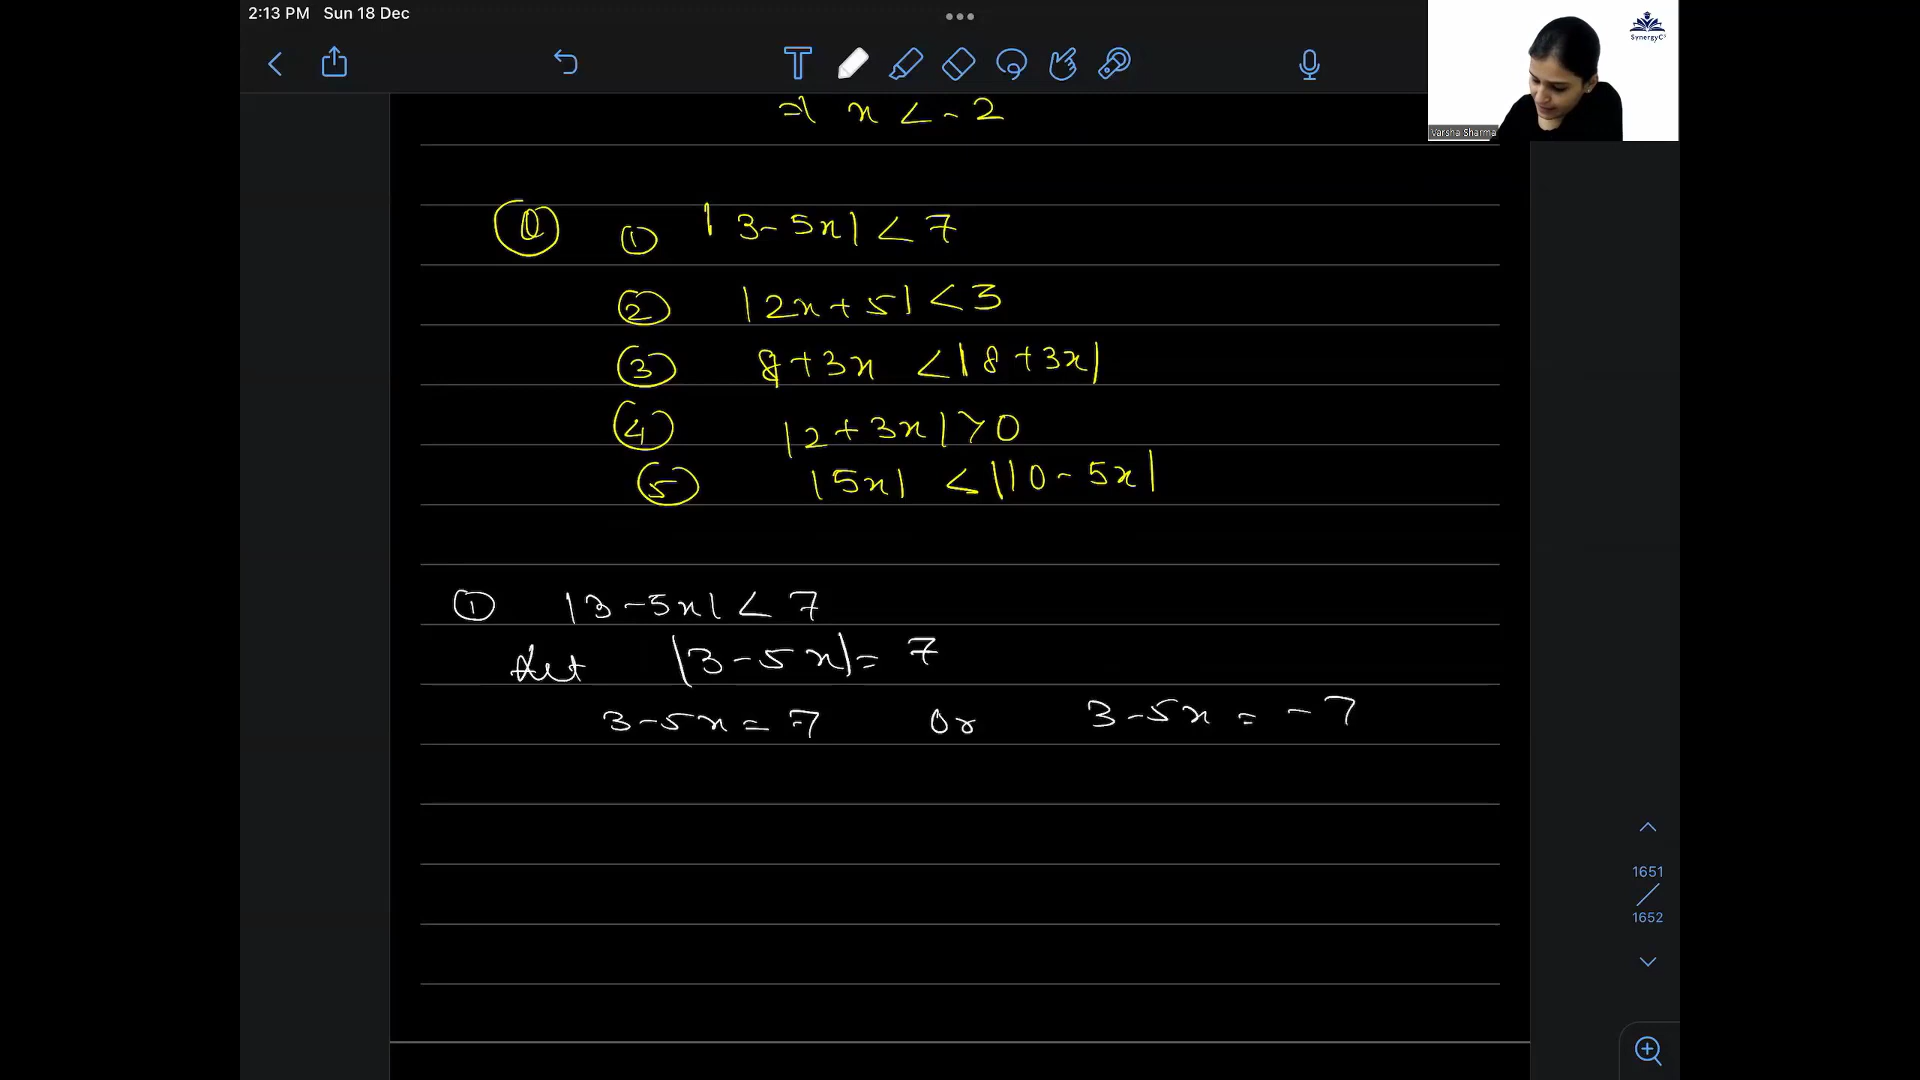 2:13 PM Sun 18 Dec
SynergyC²
Varsha Sharma
⇒ x < -2
Q ① |3-5x| < 7
② |2x+5| < 3
③ 8+3x < |8+3x|
④ |2+3x| > 0
⑤ |5x| < |10-5x|
① |3-5x| < 7
Let |3-5x| = 7
3-5x = 7 Or 3-5x = -7
1651
1652